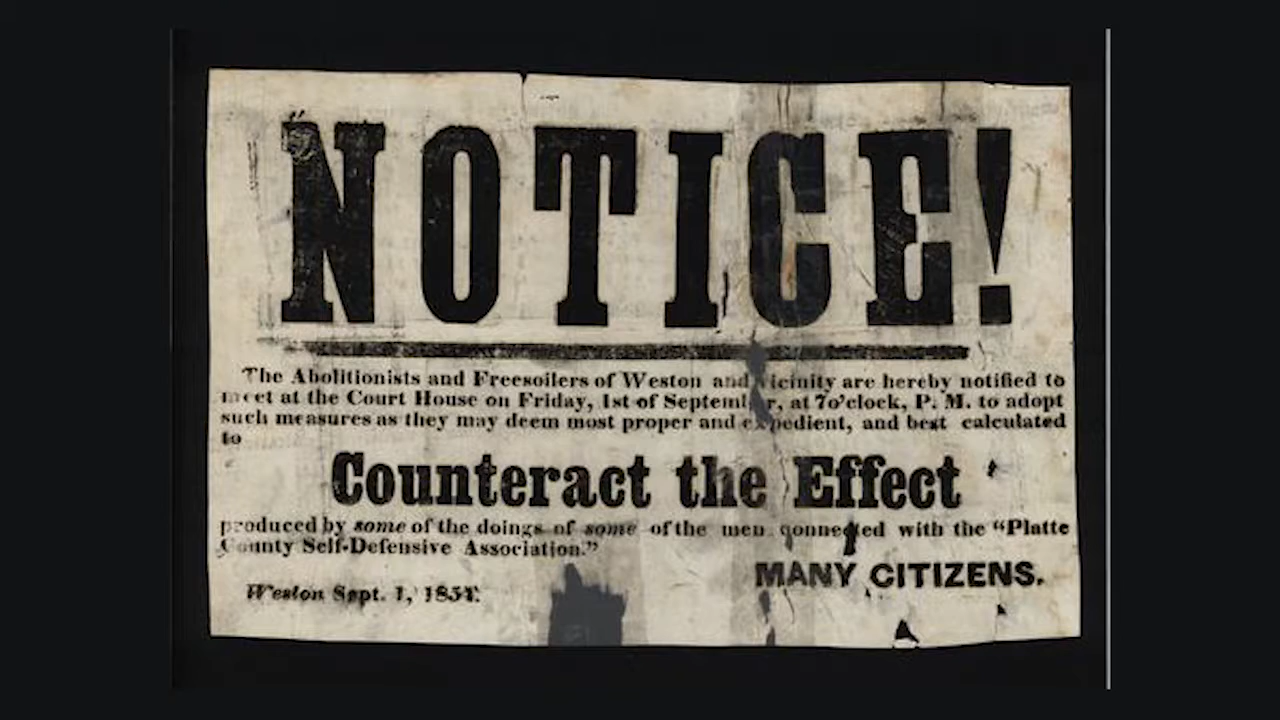 NOTICE!
The Abolitionists and Freesoilers of Weston and vicinity are hereby notified to
meet at the Court House on Friday, 1st of September, at 7o'clock, P. M. to adopt
such measures as they may deem most proper and expedient, and best calculated
to
Counteract the Effect
produced by some of the doings of some of the men connected with the “Platte
County Self-Defensive Association.”
MANY CITIZENS.
Weston Sept. 1, 1854.